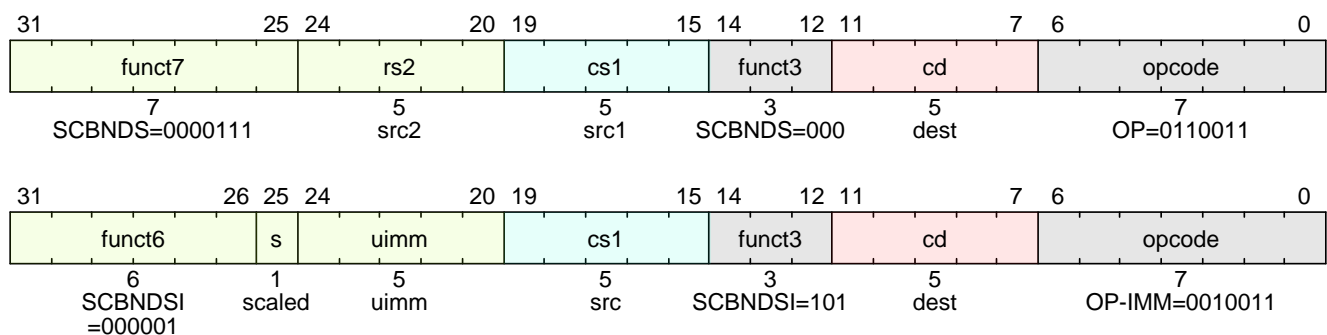 31 25 24 20 19 15 14 12 11 7 6 0
funct7 rs2 cs1 funct3 cd opcode
7 5 5 3 5 7
SCBNDS=0000111 src2 src1 SCBNDS=000 dest OP=0110011
31 26 25 24 20 19 15 14 12 11 7 6 0
funct6 s uimm cs1 funct3 cd opcode
6 1 5 5 3 5 7
SCBNDSI scaled uimm src SCBNDSI=101 dest OP-IMM=0010011
=000001